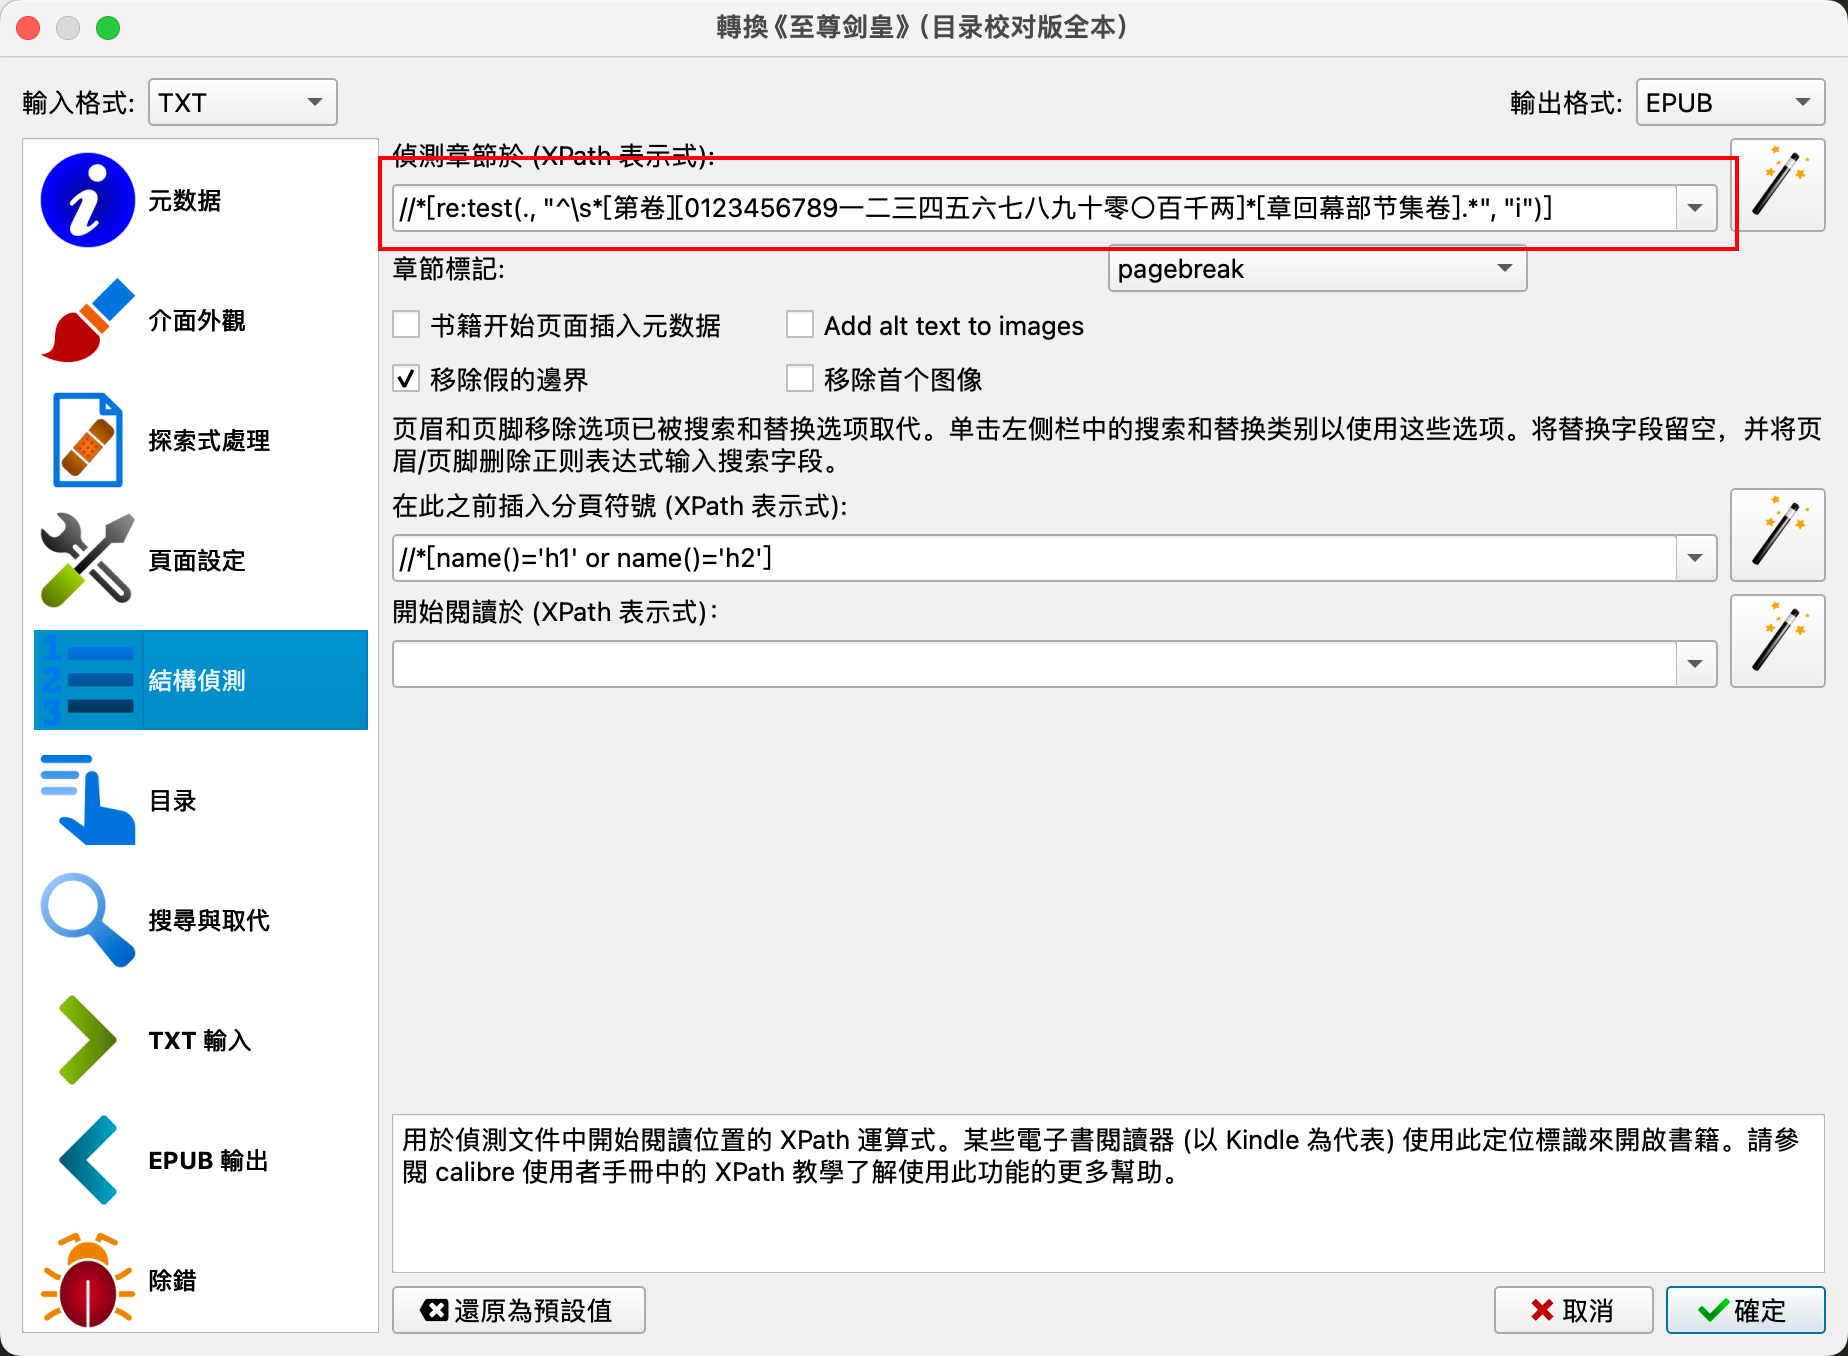 轉換《至尊剑皇》（目录校对版全本）
輸入格式: TXT
輸出格式: EPUB
元数据
介面外觀
探索式處理
頁面設定
結構偵測
目录
搜尋與取代
TXT 輸入
EPUB 輸出
除錯
偵測章節於 (XPath 表示式):
//*[re:test(., "^\s*[第卷][0123456789一二三四五六七八九十零〇百千两]*[章回幕部节集卷].*", "i")]
章節標記:
pagebreak
书籍开始页面插入元数据
Add alt text to images
移除假的邊界
移除首个图像
页眉和页脚移除选项已被搜索和替换选项取代。单击左侧栏中的搜索和替换类别以使用这些选项。将替换字段留空，并将页
眉/页脚删除正则表达式输入搜索字段。
在此之前插入分頁符號 (XPath 表示式):
//*[name()='h1' or name()='h2']
開始閱讀於 (XPath 表示式):
用於偵測文件中開始閱讀位置的 XPath 運算式。某些電子書閱讀器 (以 Kindle 為代表) 使用此定位標識來開啟書籍。請參
閱 calibre 使用者手冊中的 XPath 教學了解使用此功能的更多幫助。
還原為預設值
取消
確定